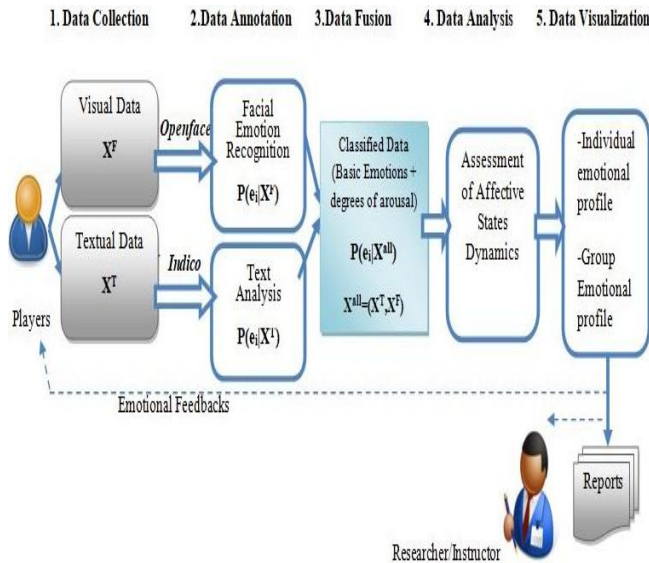 1. Data Collection
2.Data Annotation
3.Data Fusion
4. Data Analysis
5. Data Visualization
Visual Data
X^F
Textual Data
X^T
Players
Openface
Indico
Facial
Emotion
Recognition
P(e_i|X^F)
Text
Analysis
P(e_i|X^T)
Classified Data
(Basic Emotions +
degrees of arousal)
P(e_i|X^all)
X^all=(X^T,X^F)
Assessment
of Affective
States
Dynamics
-Individual
emotional
profile
-Group
Emotional
profile
Emotional Feedbacks
Reports
Researcher/Instructor